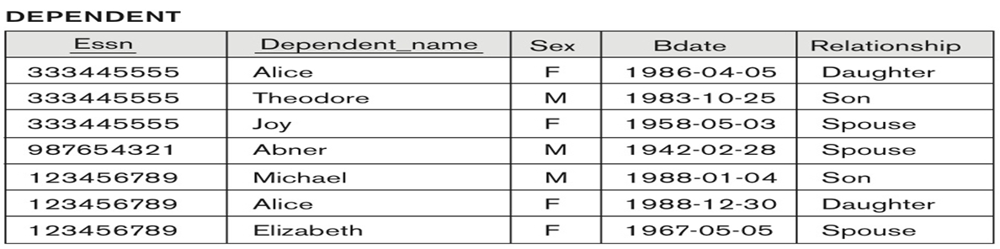 DEPENDENT
Essn Dependent_name Sex Bdate Relationship
333445555 Alice F 1986-04-05 Daughter
333445555 Theodore M 1983-10-25 Son
333445555 Joy F 1958-05-03 Spouse
987654321 Abner M 1942-02-28 Spouse
123456789 Michael M 1988-01-04 Son
123456789 Alice F 1988-12-30 Daughter
123456789 Elizabeth F 1967-05-05 Spouse